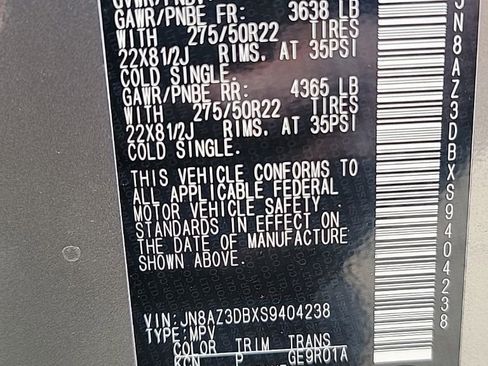 GVWR/PNBV
GAWR/PNBE FR: 3638 LB
WITH 275/50R22 TIRES
22X81/2J RIMS, AT 35PSI
COLD SINGLE.
GAWR/PNBE RR: 4365 LB
WITH 275/50R22 TIRES
22X81/2J RIMS, AT 35PSI
COLD SINGLE.
THIS VEHICLE CONFORMS TO
ALL APPLICABLE FEDERAL
MOTOR VEHICLE SAFETY
STANDARDS IN EFFECT ON
THE DATE OF MANUFACTURE
SHOWN ABOVE.
VIN: JN8AZ3DBXS9404238
TYPE: MPV
COLOR TRIM TRANS
KCN P GE9R01A
JN8AZ3DBXS9404238